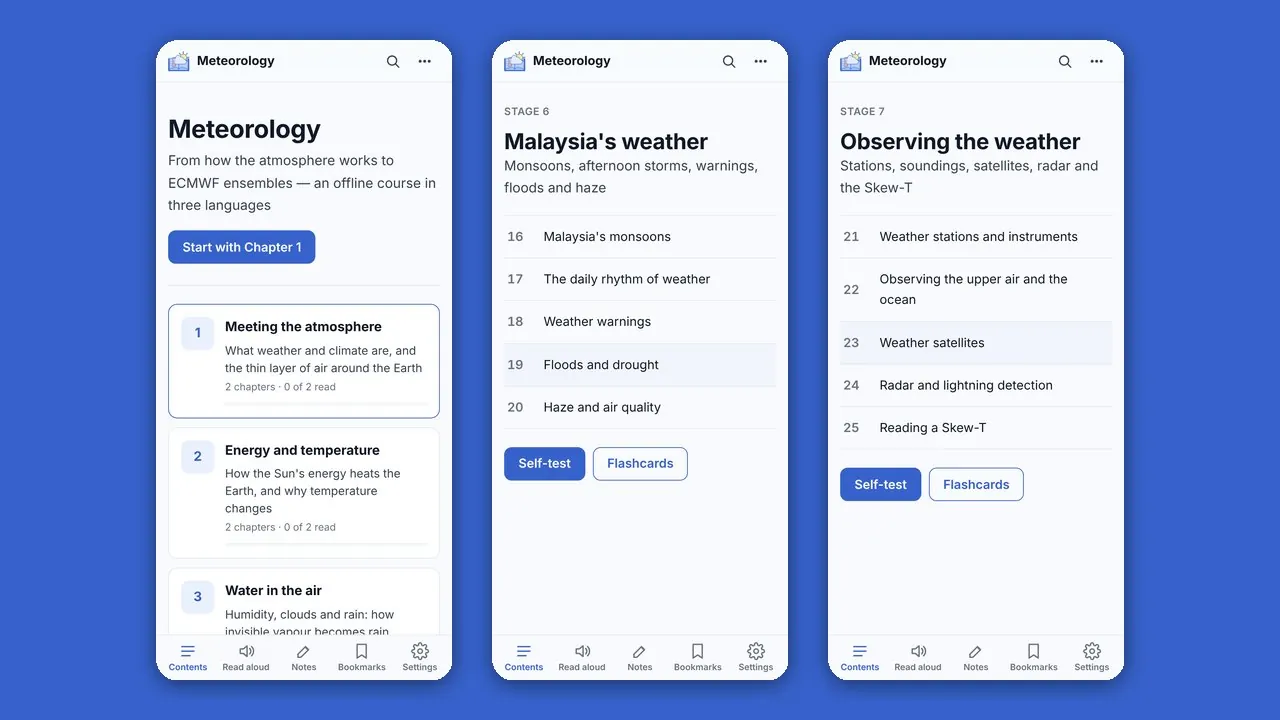 Meteorology
Meteorology
From how the atmosphere works to
ECMWF ensembles — an offline course in
three languages
Start with Chapter 1
1
Meeting the atmosphere
What weather and climate are, and
the thin layer of air around the Earth
2 chapters · 0 of 2 read
2
Energy and temperature
How the Sun's energy heats the
Earth, and why temperature
changes
2 chapters · 0 of 2 read
3
Water in the air
Humidity, clouds and rain: how
invisible vapour becomes rain
Contents Read aloud Notes Bookmarks Settings
Meteorology
STAGE 6
Malaysia's weather
Monsoons, afternoon storms, warnings,
floods and haze
16 Malaysia's monsoons
17 The daily rhythm of weather
18 Weather warnings
19 Floods and drought
20 Haze and air quality
Self-test Flashcards
Contents Read aloud Notes Bookmarks Settings
Meteorology
STAGE 7
Observing the weather
Stations, soundings, satellites, radar and
the Skew-T
21 Weather stations and instruments
22 Observing the upper air and the
ocean
23 Weather satellites
24 Radar and lightning detection
25 Reading a Skew-T
Self-test Flashcards
Contents Read aloud Notes Bookmarks Settings